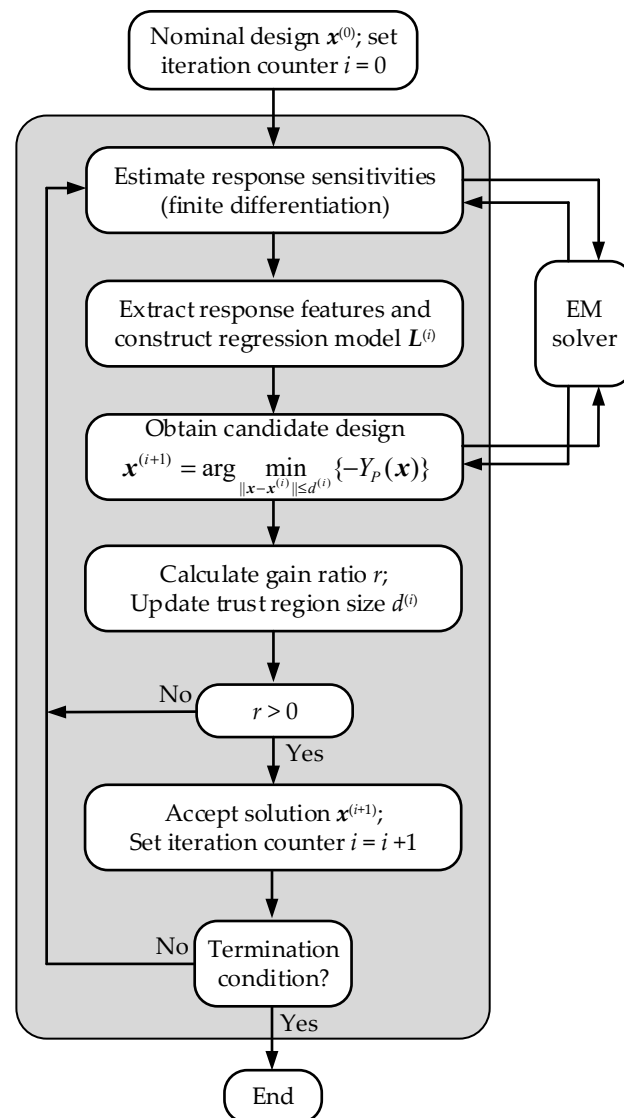 Nominal design x^(0); set
iteration counter i = 0
Estimate response sensitivities
(finite differentiation)
Extract response features and
construct regression model L^(i)
EM
solver
Obtain candidate design
x^(i+1) = arg min_{||x−x^(i)||≤d^(i)} {−Y_P(x)}
Calculate gain ratio r;
Update trust region size d^(i)
No
r > 0
Yes
Accept solution x^(i+1);
Set iteration counter i = i +1
No
Termination
condition?
Yes
End